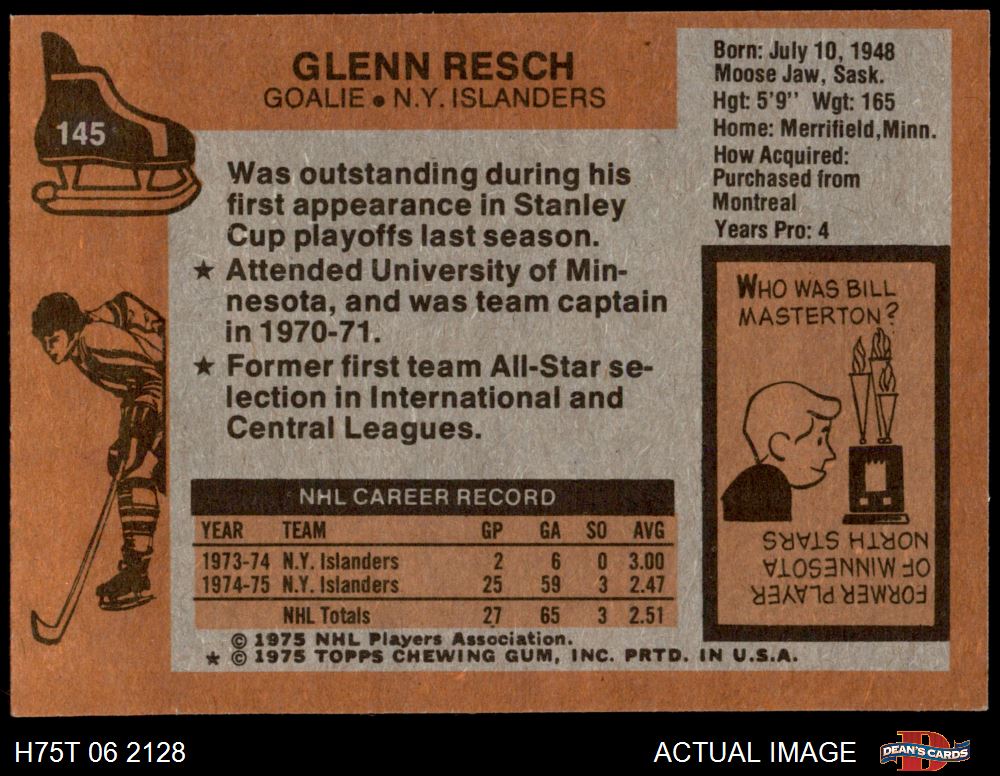 GLENN RESCH
GOALIE • N.Y. ISLANDERS
145
Was outstanding during his
first appearance in Stanley
Cup playoffs last season.
★ Attended University of Min-
nesota, and was team captain
in 1970-71.
★ Former first team All-Star se-
lection in International and
Central Leagues.
Born: July 10, 1948
Moose Jaw, Sask.
Hgt: 5'9" Wgt: 165
Home: Merrifield, Minn.
How Acquired:
Purchased from
Montreal
Years Pro: 4
WHO WAS BILL
MASTERTON?
FORMER PLAYER
OF MINNESOTA
NORTH STARS
NHL CAREER RECORD
YEAR TEAM GP GA SO AVG
1973-74 N.Y. Islanders 2 6 0 3.00
1974-75 N.Y. Islanders 25 59 3 2.47
NHL Totals 27 65 3 2.51
© 1975 NHL Players Association.
★ © 1975 TOPPS CHEWING GUM, INC. PRTD. IN U.S.A.
H75T 06 2128
ACTUAL IMAGE
D
DEAN'S CARDS